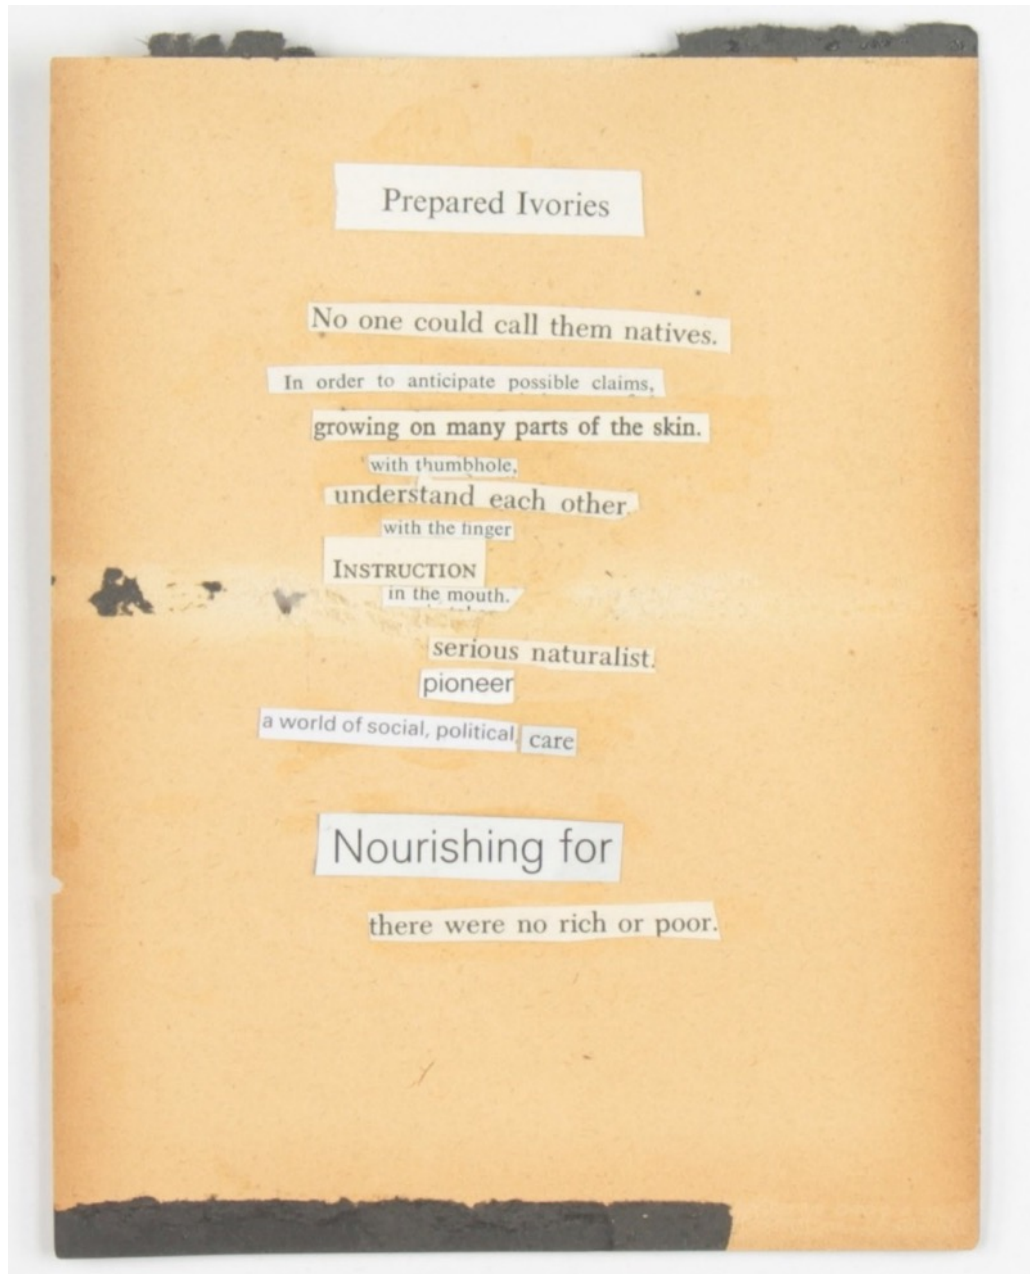 Prepared Ivories
No one could call them natives.
In order to anticipate possible claims,
growing on many parts of the skin.
with thumbhole,
understand each other.
with the finger
INSTRUCTION
in the mouth.
serious naturalist.
pioneer
a world of social, political, care
Nourishing for
there were no rich or poor.